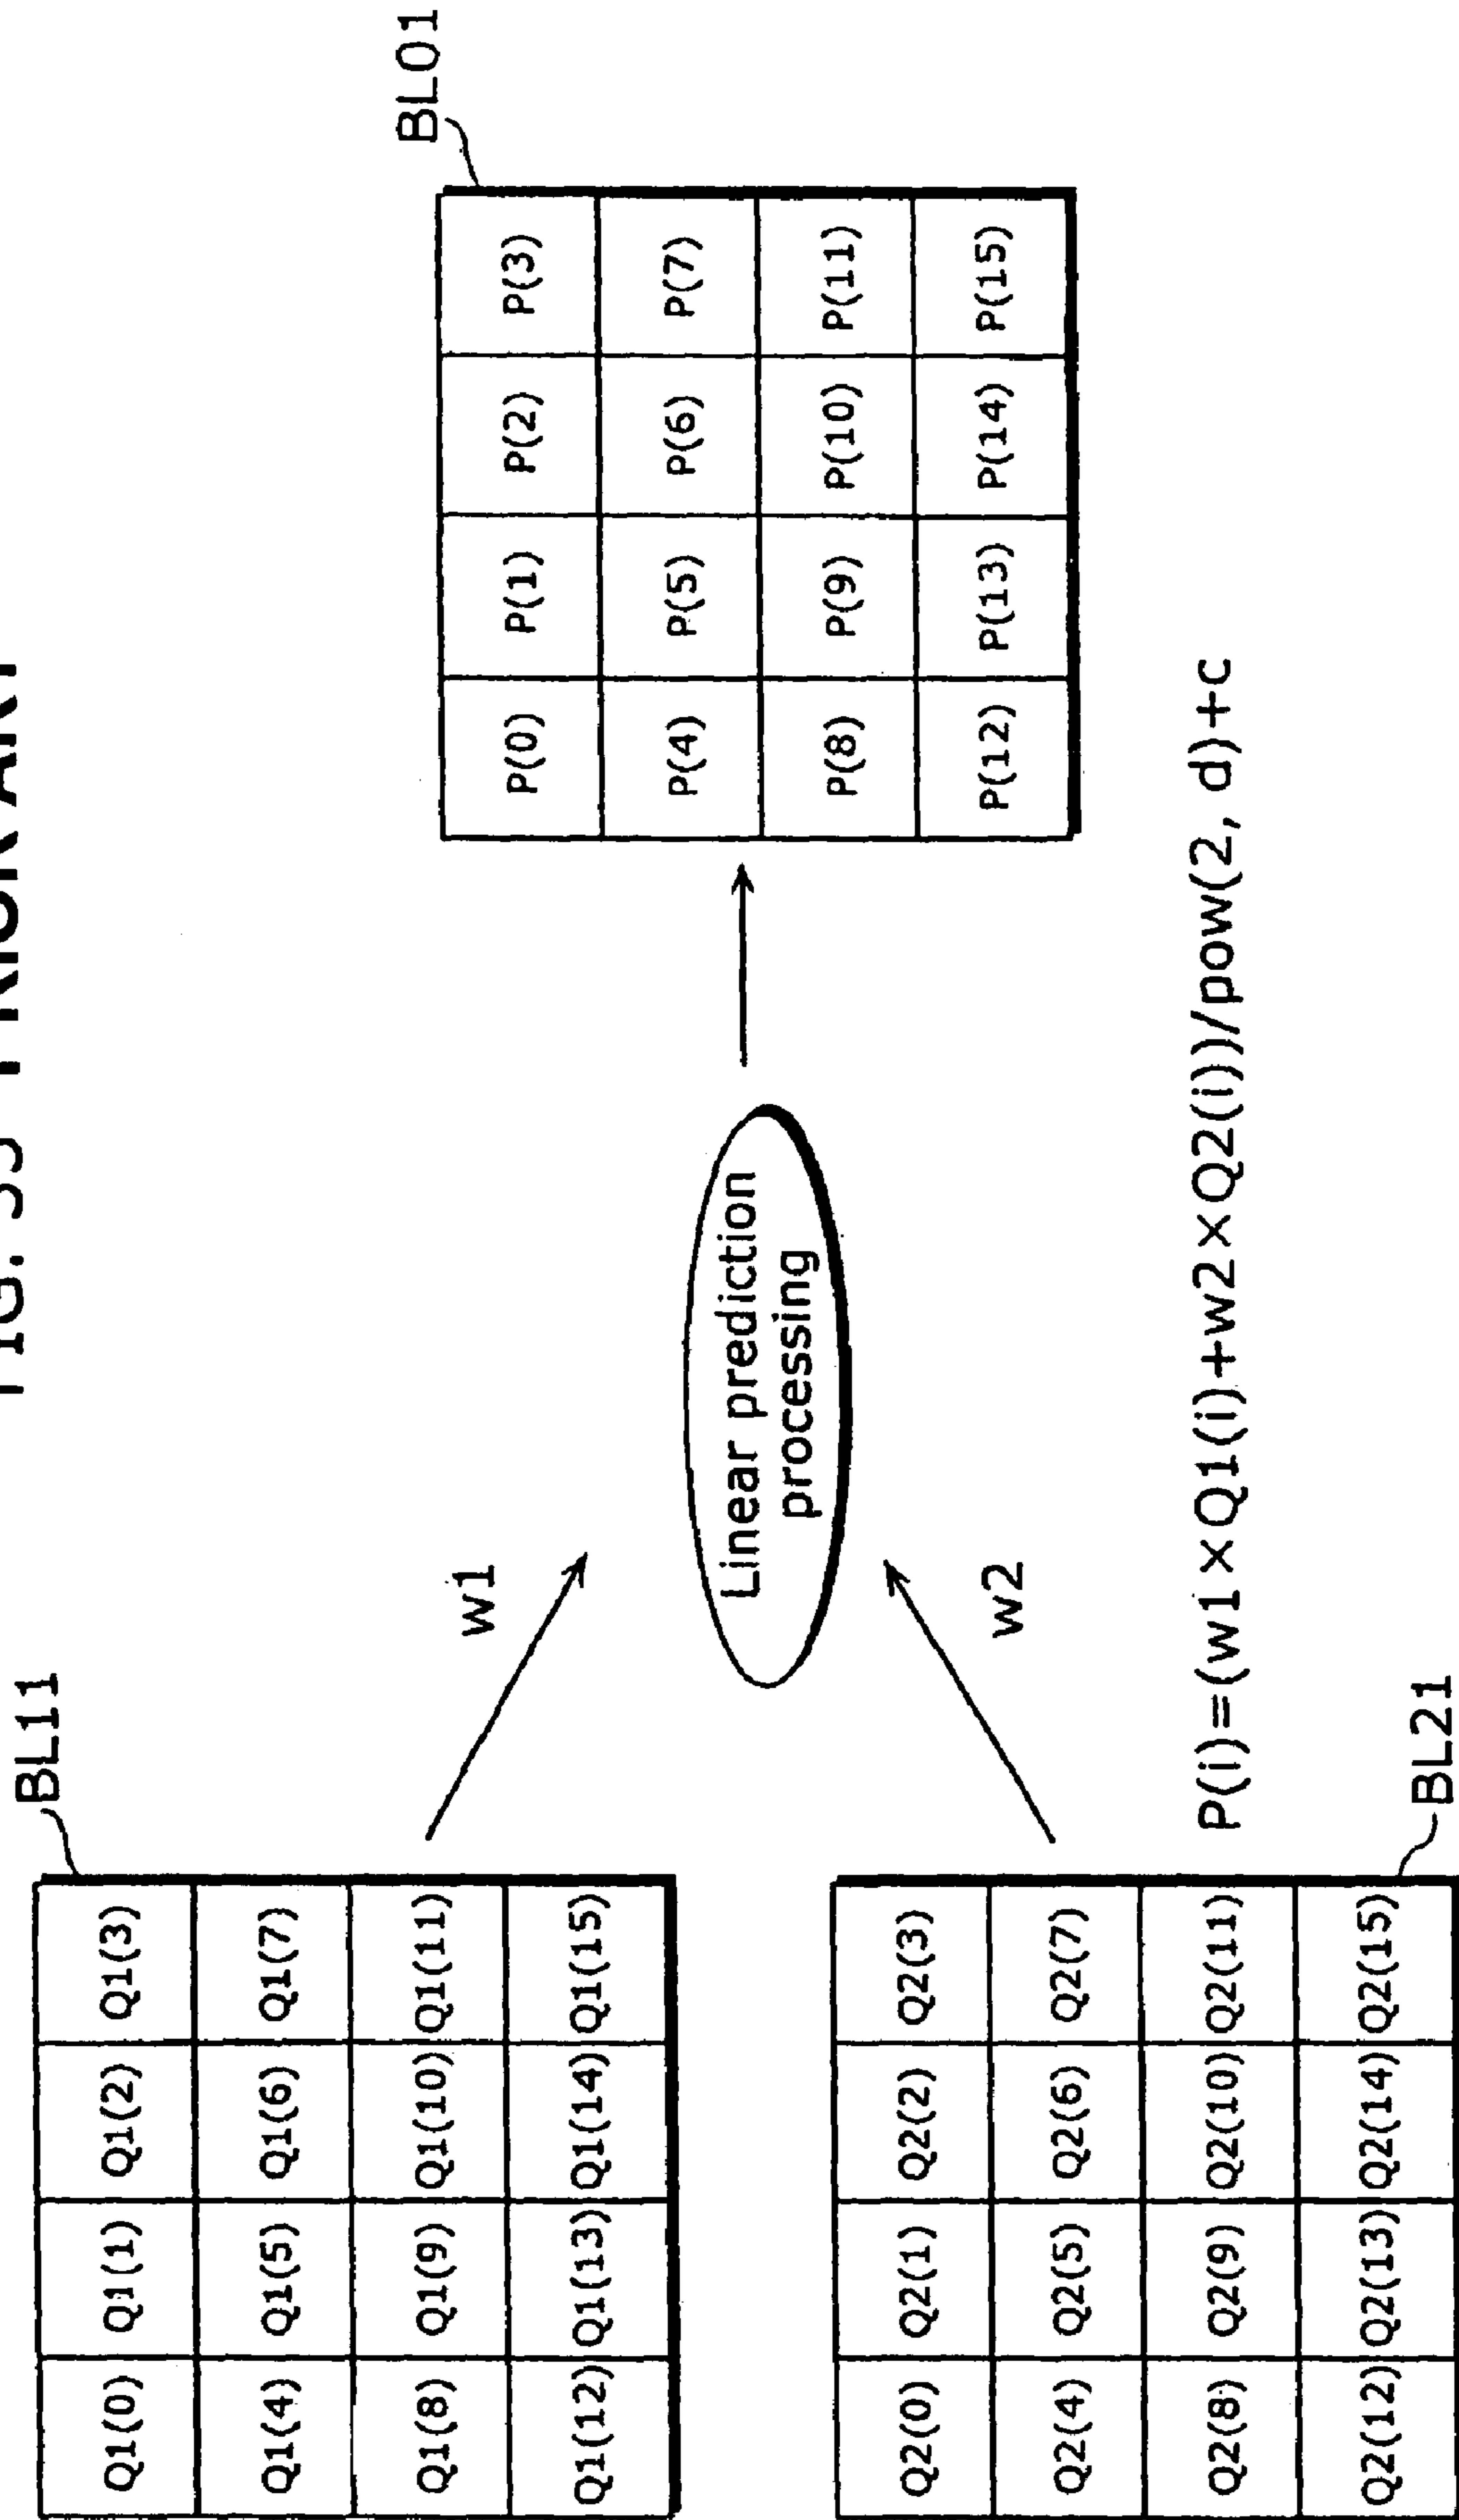 FIG. 35 PRIOR ART
BL11
Q1(0) Q1(1) Q1(2) Q1(3)
Q1(4) Q1(5) Q1(6) Q1(7)
Q1(8) Q1(9) Q1(10) Q1(11)
Q1(12) Q1(13) Q1(14) Q1(15)
w1
Linear prediction
processing
w2
BL01
P(0) P(1) P(2) P(3)
P(4) P(5) P(6) P(7)
P(8) P(9) P(10) P(11)
P(12) P(13) P(14) P(15)
Q2(0) Q2(1) Q2(2) Q2(3)
Q2(4) Q2(5) Q2(6) Q2(7)
Q2(8) Q2(9) Q2(10) Q2(11)
Q2(12) Q2(13) Q2(14) Q2(15)
P(i)=(w1×Q1(i)+w2×Q2(i))/pow(2, d)+c
BL21